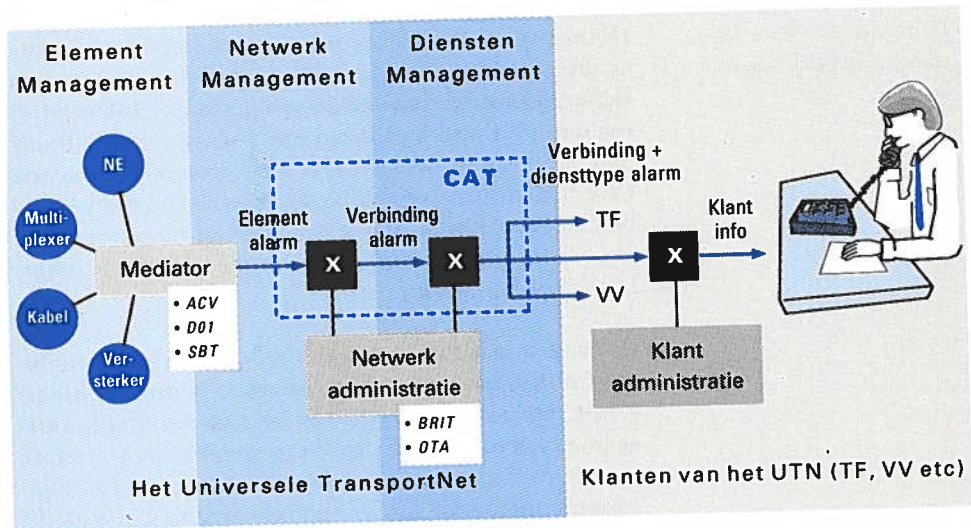 Element
Management
Netwerk
Management
Diensten
Management
NE
Multi-
plexer
Kabel
Ver-
sterker
Mediator
• ACV
• D01
• SBT
Element
alarm
X
Verbinding
alarm
X
CAT
Verbinding +
diensttype alarm
TF
VV
X
Klant
info
Netwerk
administratie
• BRIT
• OTA
Klant
administratie
Het Universele TransportNet
Klanten van het UTN (TF, VV etc)